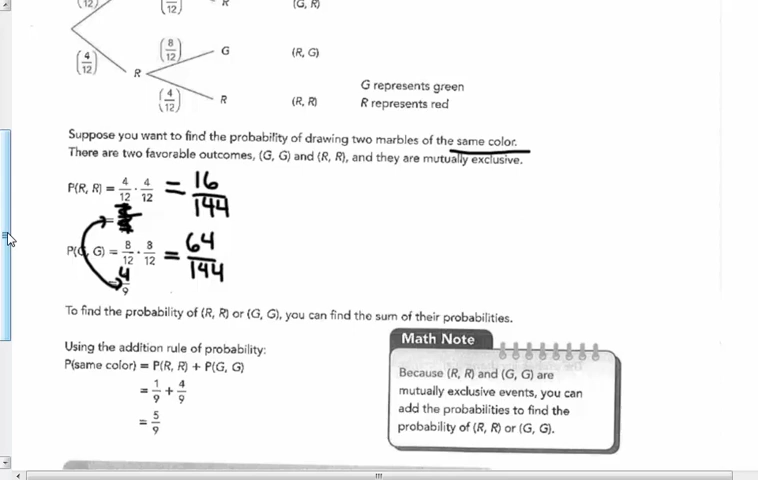 (4/12) R (G, R)
(8/12) G (R, G)
(4/12) R
(4/12) R (R, R)
G represents green
R represents red
Suppose you want to find the probability of drawing two marbles of the same color.
There are two favorable outcomes, (G, G) and (R, R), and they are mutually exclusive.
P(R, R) = 4/12 · 4/12 = 16/144
=
P(G, G) = 8/12 · 8/12 = 64/144
= 4/9
To find the probability of (R, R) or (G, G), you can find the sum of their probabilities.
Using the addition rule of probability:
P(same color) = P(R, R) + P(G, G)
= 1/9 + 4/9
= 5/9
Math Note
Because (R, R) and (G, G) are
mutually exclusive events, you can
add the probabilities to find the
probability of (R, R) or (G, G).